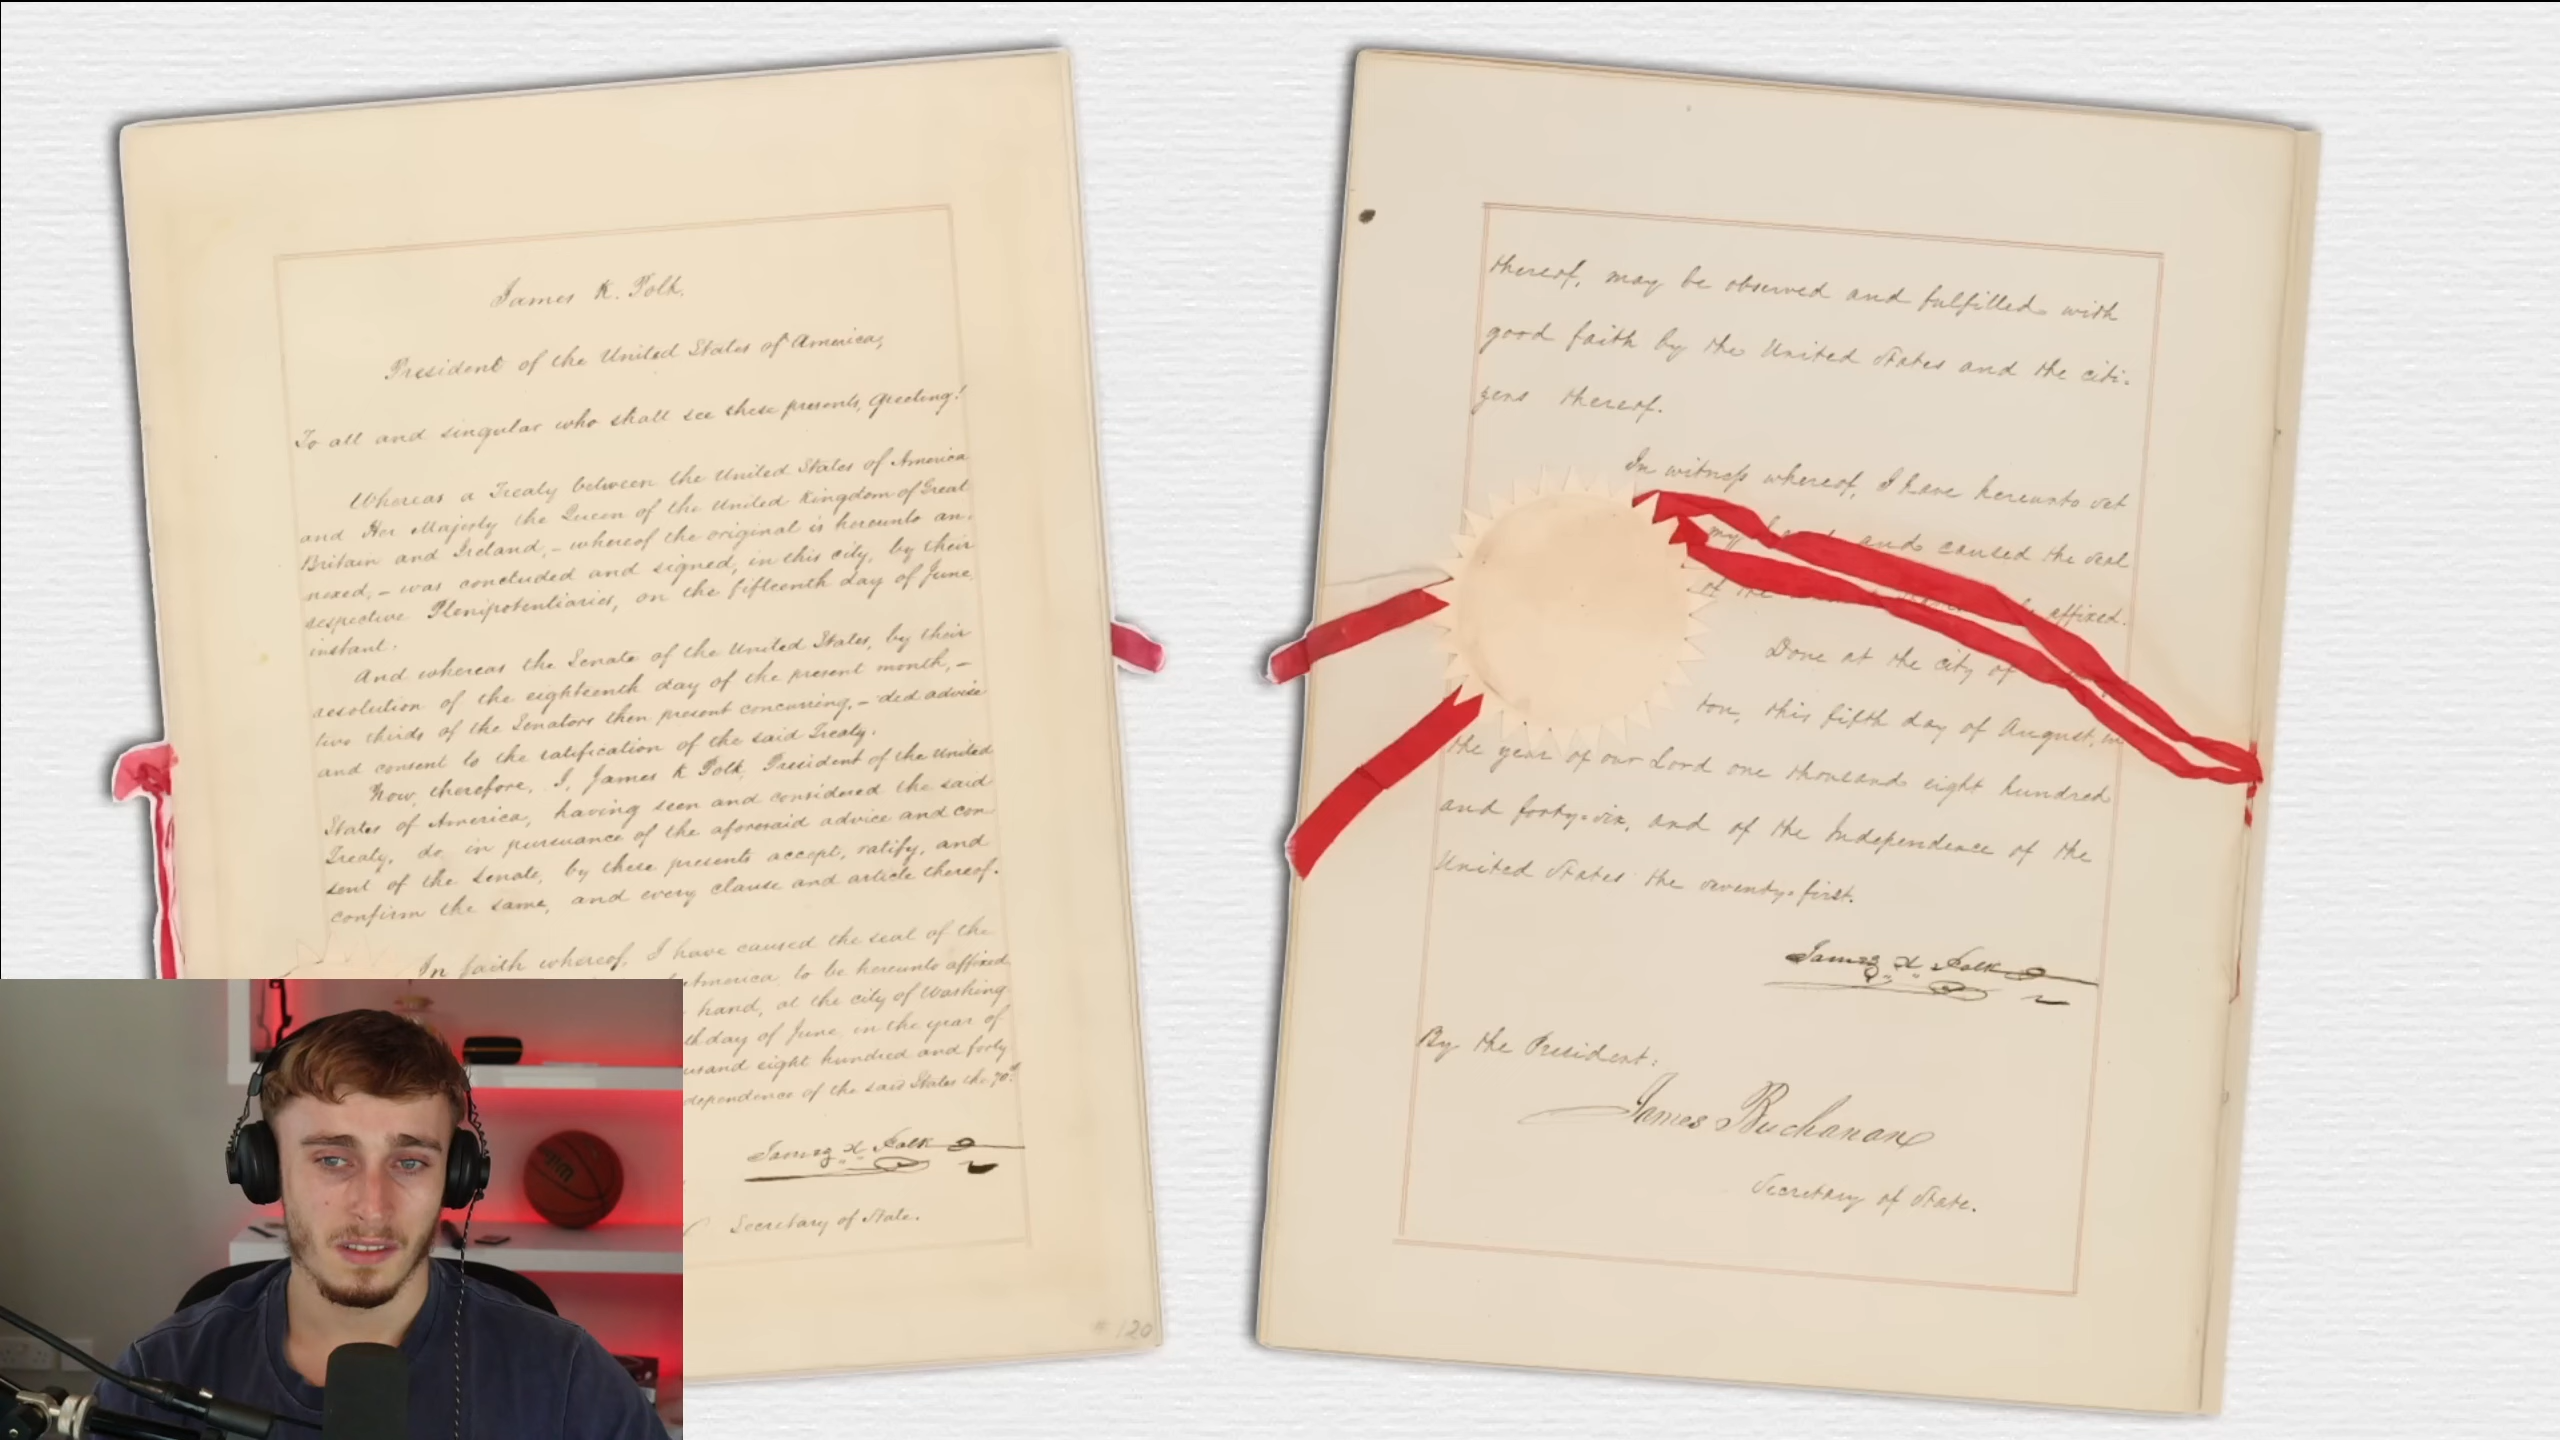 James K. Polk,
President of the United States of America,
To all and singular who shall see these presents, Greeting!
Whereas a Treaty between the United States of America
and Her Majesty the Queen of the United Kingdom of Great
Britain and Ireland, - whereof the original is hereunto an-
nexed, - was concluded and signed, in this city, by their
respective Plenipotentiaries, on the fifteenth day of June
instant.
And whereas the Senate of the United States, by their
resolution of the eighteenth day of the present month, -
two thirds of the Senators then present concurring, - did advise
and consent to the ratification of the said Treaty.
Now, therefore, I, James K. Polk, President of the United
States of America, having seen and considered the said
Treaty, do in pursuance of the aforesaid advice and con-
sent of the Senate, by these presents accept, ratify, and
confirm the same, and every clause and article thereof.
In faith whereof, I have caused the seal of the
America to be hereunto affixed
hand, at the city of Washing
day of June, in the year of
eight hundred and forty
of the said States the 70th
James K. Polk
Secretary of State.
#120
thereof, may be observed and fulfilled with
good faith by the United States and the citi-
zens thereof.
In witness whereof, I have hereunto set
my and caused the seal
affixed.
Done at the city of
ton, this fifth day of August, in
the year of our Lord one thousand eight hundred
and forty-six, and of the Independence of the
United States the seventy-first.
James K. Polk
By the President:
James Buchanan
Secretary of State.